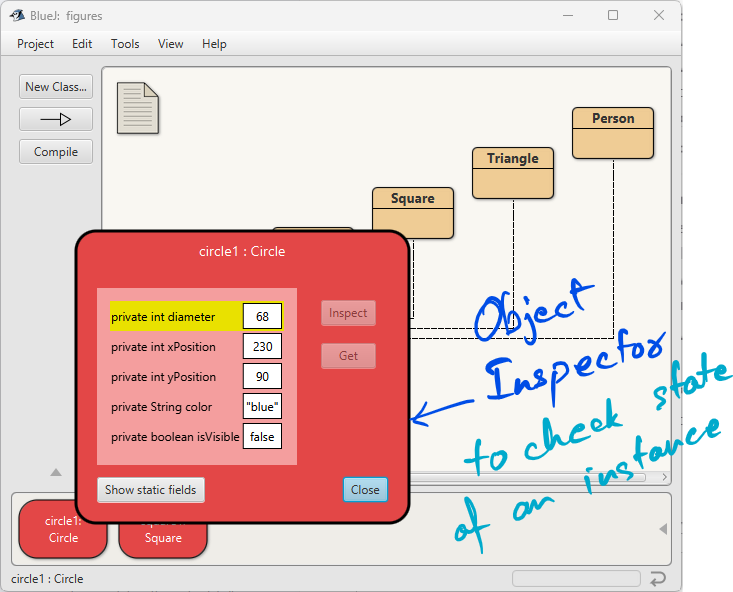 BlueJ: figures
Project Edit Tools View Help
New Class...
Compile
Person
Triangle
Square
circle1 : Circle
private int diameter 68
private int xPosition 230
private int yPosition 90
private String color "blue"
private boolean isVisible false
Inspect
Get
Show static fields
Close
Object
Inspector
to check state
of an instance
circle1:
Circle
Square
circle1 : Circle